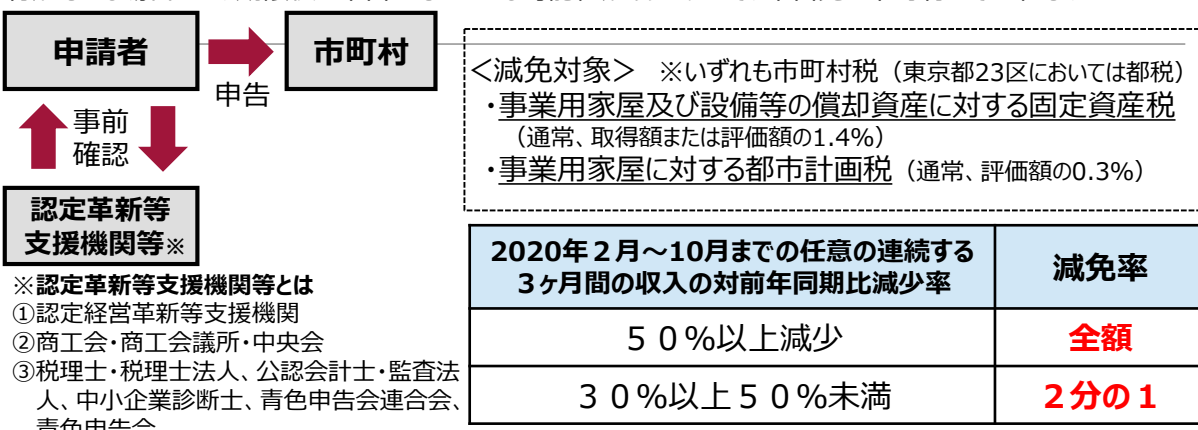 申請者
市町村
申告
事前
確認
認定革新等
支援機関等※
※認定革新等支援機関等とは
①認定経営革新等支援機関
②商工会・商工会議所・中央会
③税理士・税理士法人、公認会計士・監査法
人、中小企業診断士、青色申告会連合会、
青色申告会
＜減免対象＞ ※いずれも市町村税（東京都23区においては都税）
・事業用家屋及び設備等の償却資産に対する固定資産税
（通常、取得額または評価額の1.4%）
・事業用家屋に対する都市計画税（通常、評価額の0.3%）
2020年２月～10月までの任意の連続する
３ヶ月間の収入の対前年同期比減少率
減免率
５０％以上減少
全額
３０％以上５０％未満
２分の１